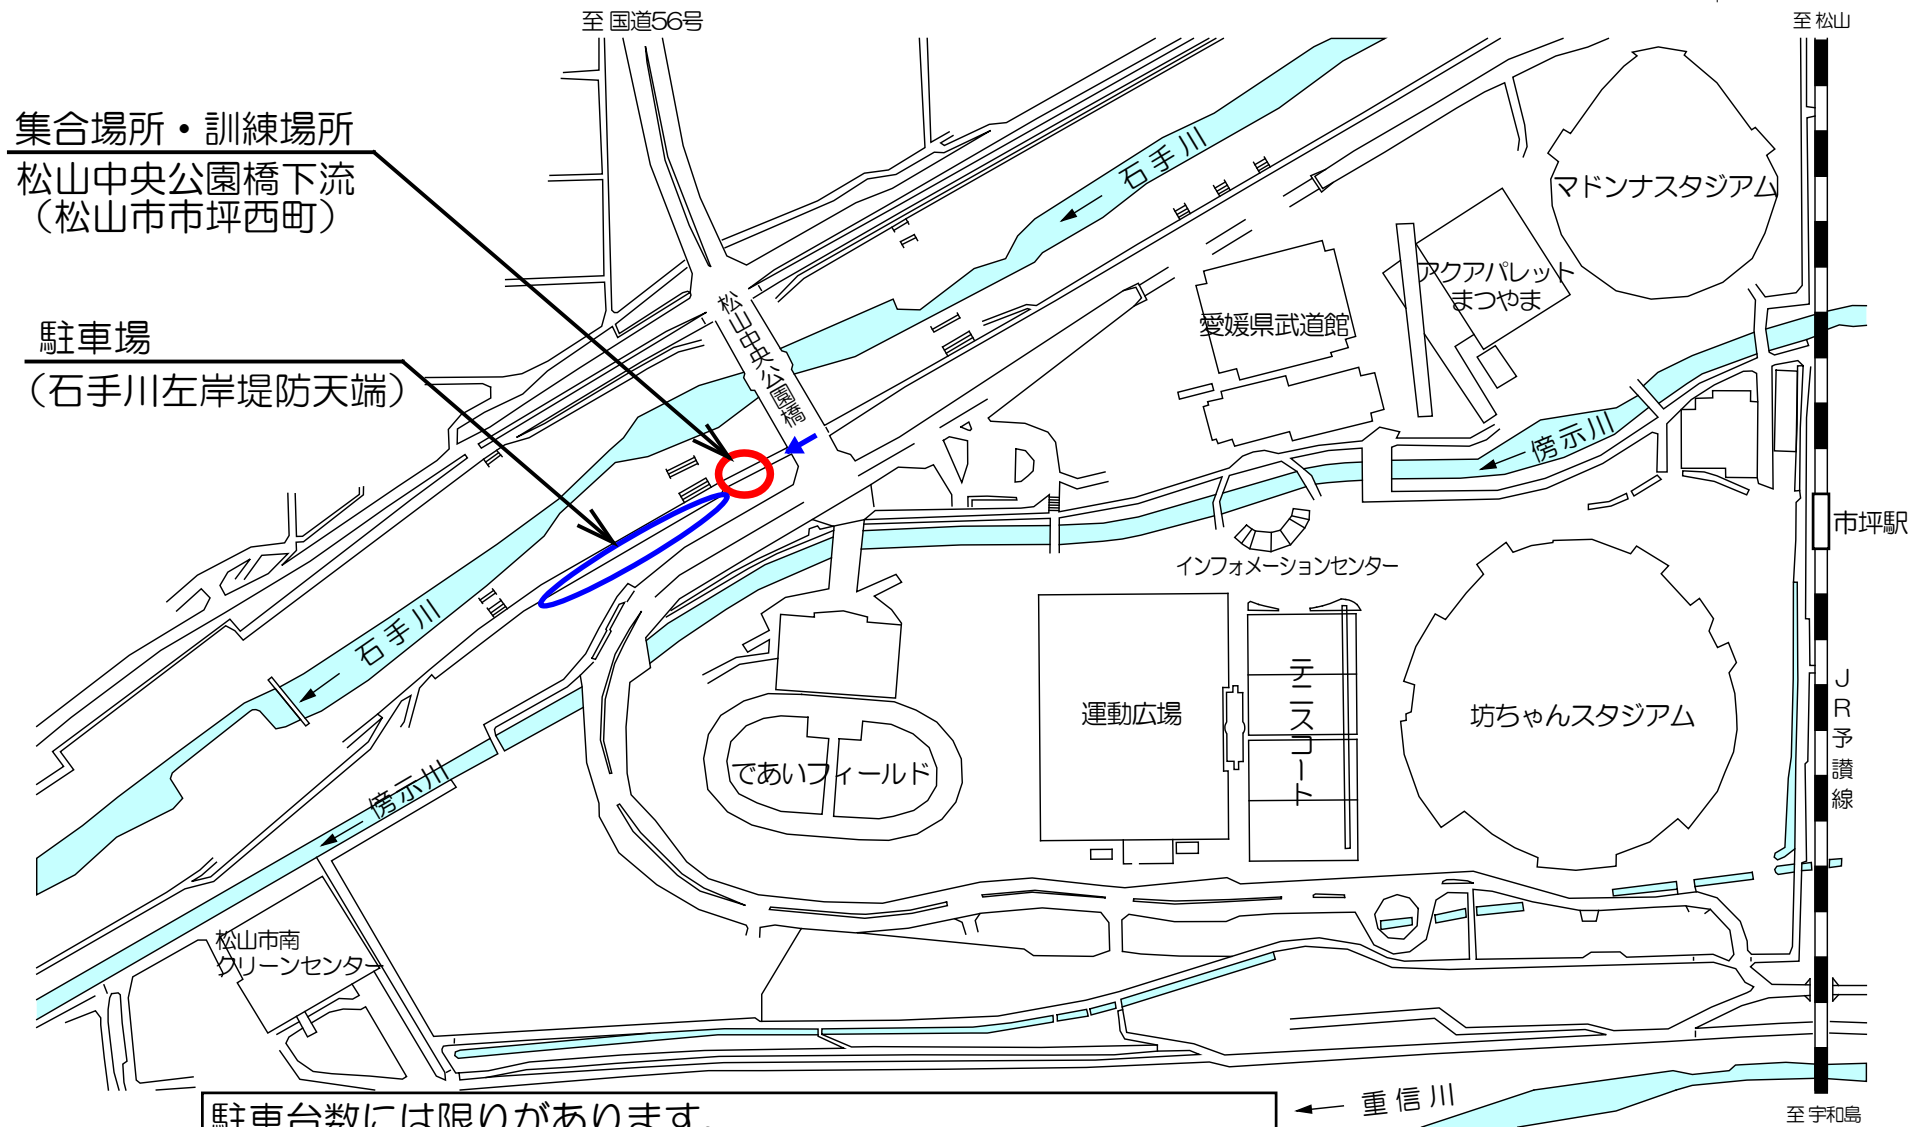 至 国道56号
至 松山
集合場所・訓練場所
松山中央公園橋下流
（松山市市坪西町）
駐車場
（石手川左岸堤防天端）
石手川
マドンナスタジアム
アクアパレット
まつやま
愛媛県武道館
松山中央公園橋
傍示川
市坪駅
インフォメーションセンター
石手川
テニスコート
運動広場
坊ちゃんスタジアム
JR予讃線
であいフィールド
傍示川
松山市南
クリーンセンター
重信川
駐車台数には限りがあります。
至 宇和島